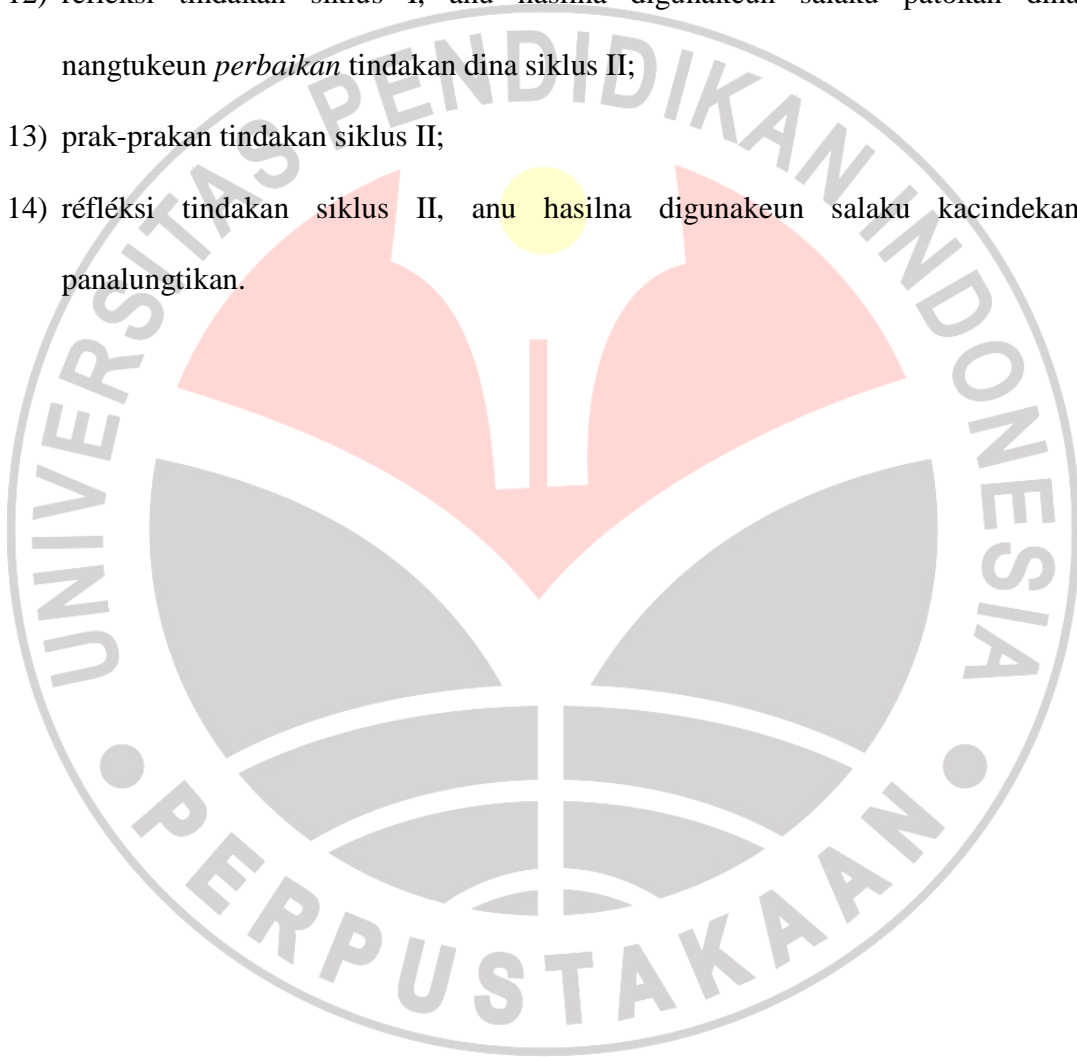 12) réfléksi tindakan siklus I, anu hasilna digunakeun salaku patokan dina
nangtukeun perbaikan tindakan dina siklus II;
13) prak-prakan tindakan siklus II;
14) réfléksi tindakan siklus II, anu hasilna digunakeun salaku kacindekan
panalungtikan.
UNIVERSITAS PENDIDIKAN INDONESIA
PERPUSTAKAAN